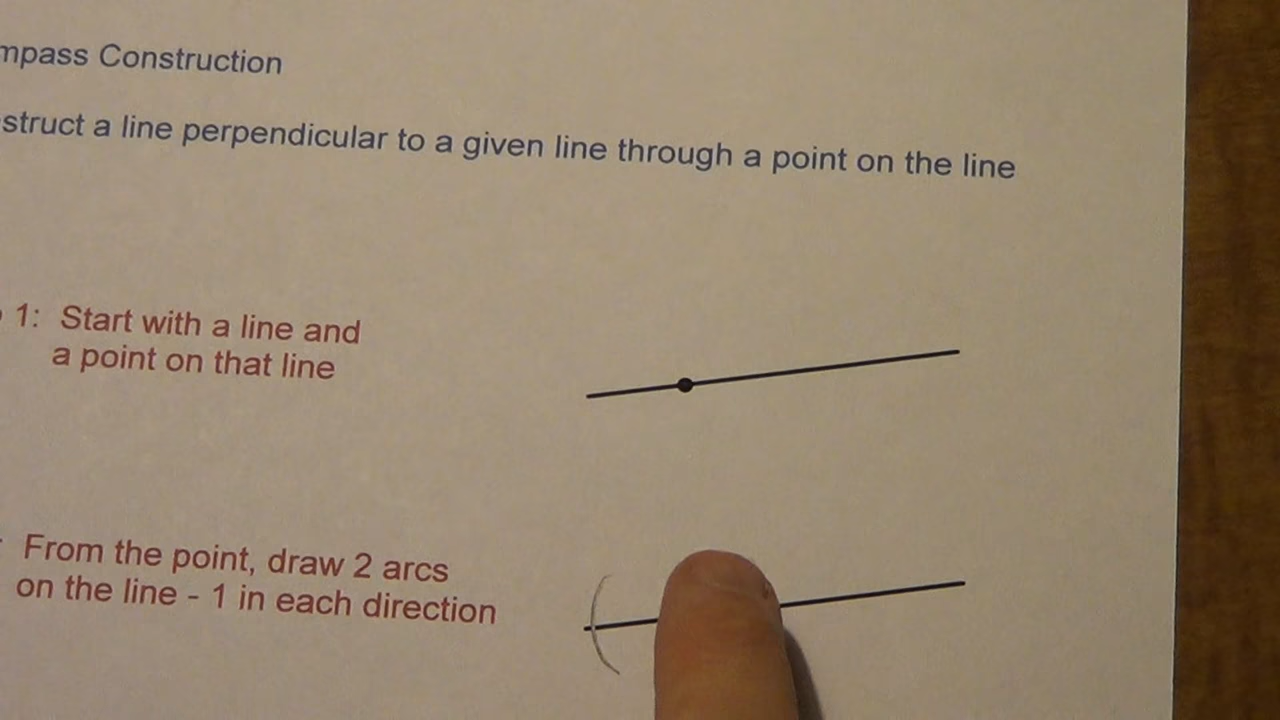 mpass Construction
struct a line perpendicular to a given line through a point on the line
1: Start with a line and
a point on that line
From the point, draw 2 arcs
on the line - 1 in each direction